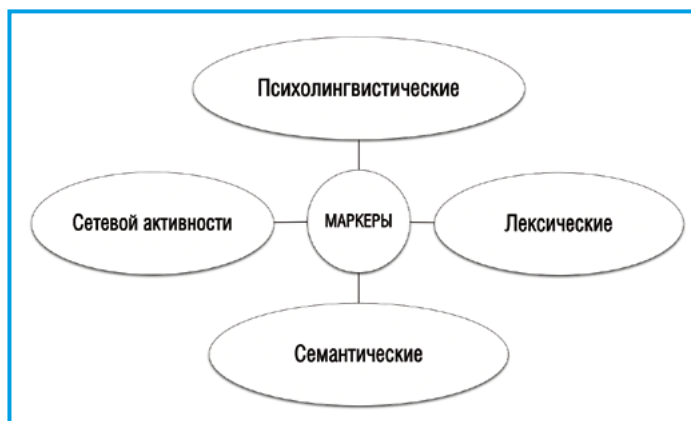 Психолингвистические
Сетевой активности
МАРКЕРЫ
Лексические
Семантические